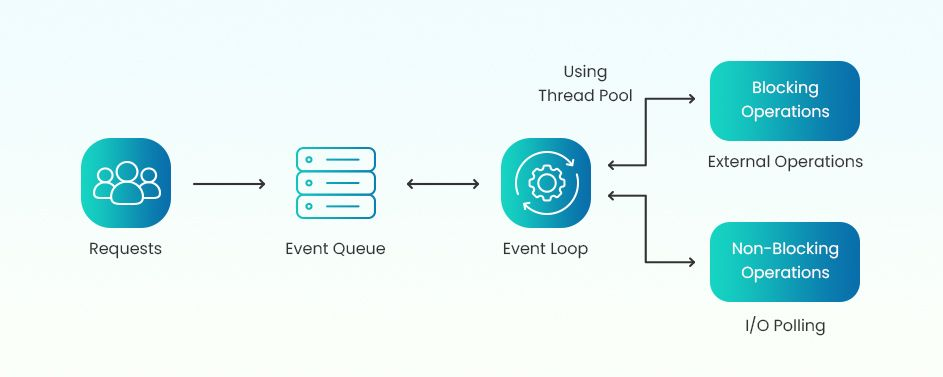 Requests
Event Queue
Event Loop
Using
Thread Pool
Blocking
Operations
External Operations
Non-Blocking
Operations
I/O Polling